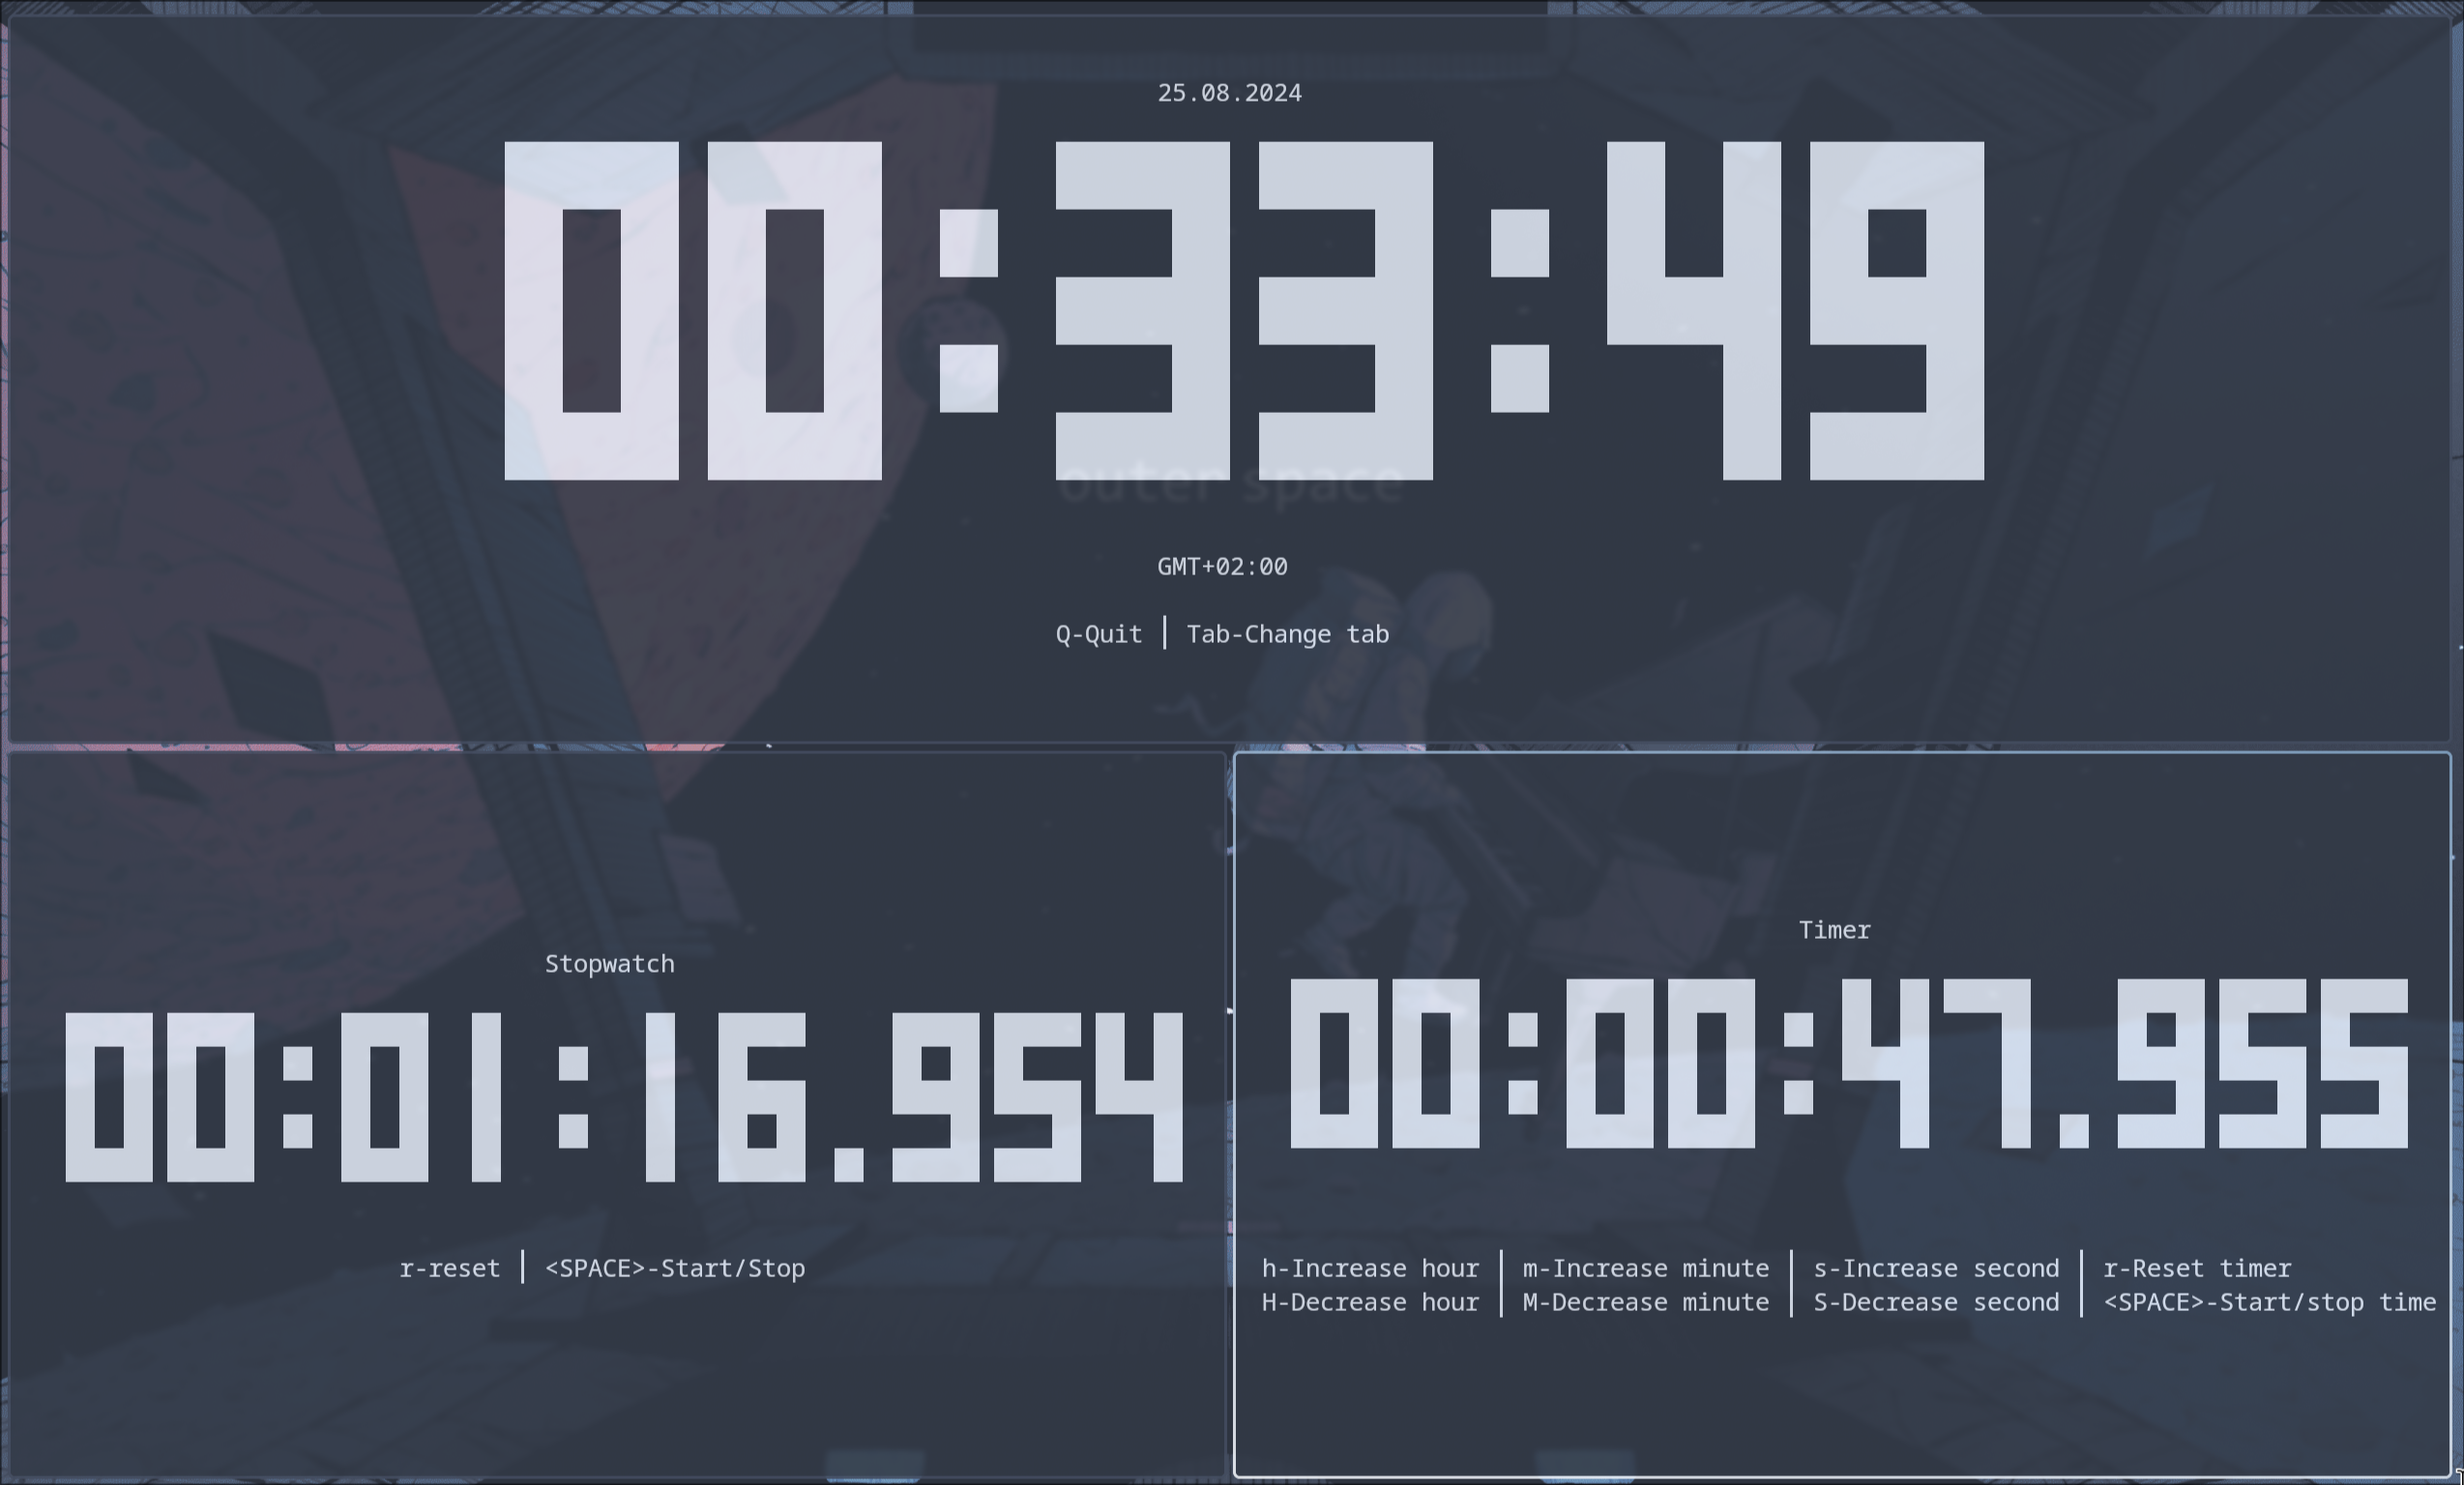 25.08.2024
00:33:49
outer space
GMT+02:00
Q-Quit │ Tab-Change tab
Stopwatch
00:01:16.954
r-reset │ <SPACE>-Start/Stop
Timer
00:00:47.955
h-Increase hour │ m-Increase minute │ s-Increase second │ r-Reset timer
H-Decrease hour │ M-Decrease minute │ S-Decrease second │ <SPACE>-Start/stop time